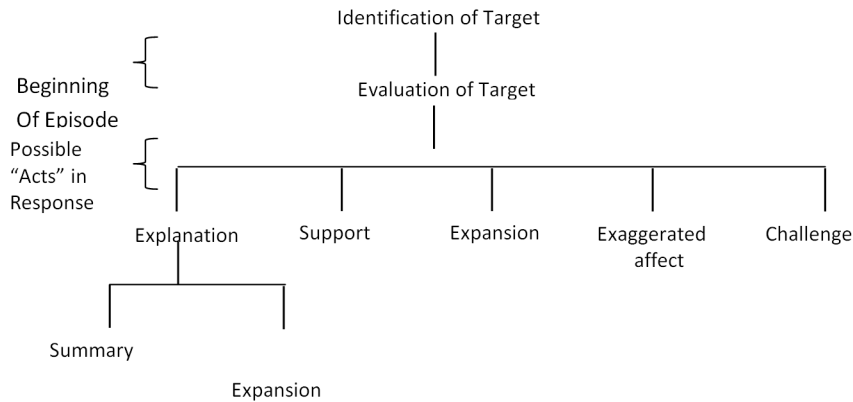 Identification of Target
Beginning
Of Episode
Evaluation of Target
Possible
“Acts” in
Response
Explanation
Support
Expansion
Exaggerated
affect
Challenge
Summary
Expansion